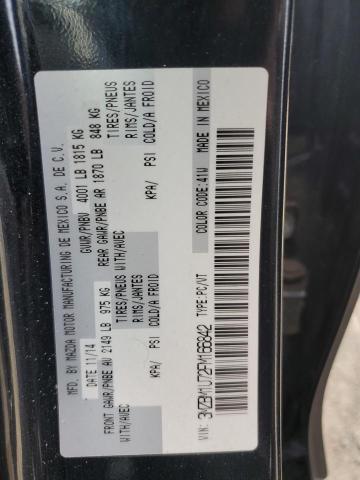 MFD BY MAZDA MOTOR MANUFACTURING DE MEXICO S.A. DE C.V.
DATE 11/14 GVWR/PNBV 4001 LB 1815 KG
FRONT GAWR/PNBE AV 2149 LB 975 KG REAR GAWR/PNBE AR 1870 LB 848 KG
WITH/AVEC TIRES/PNEUS WITH/AVEC TIRES/PNEUS
RIMS/JANTES RIMS/JANTES
KPA/ PSI COLD/A FROID KPA/ PSI COLD/A FROID
VIN: 3MZBM1U72FM166842 TYPE:PC/VT COLOR CODE:41W
MADE IN MEXICO